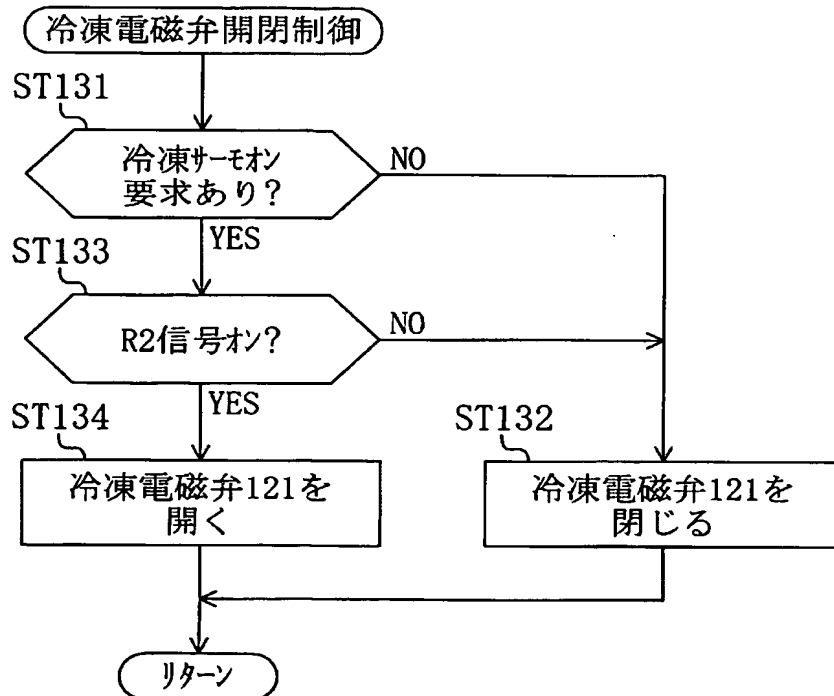 冷凍電磁弁開閉制御
ST131
冷凍サーモオン
要求あり?
NO
YES
ST133
R2信号オン?
NO
YES
ST134
冷凍電磁弁121を
開く
ST132
冷凍電磁弁121を
閉じる
リターン